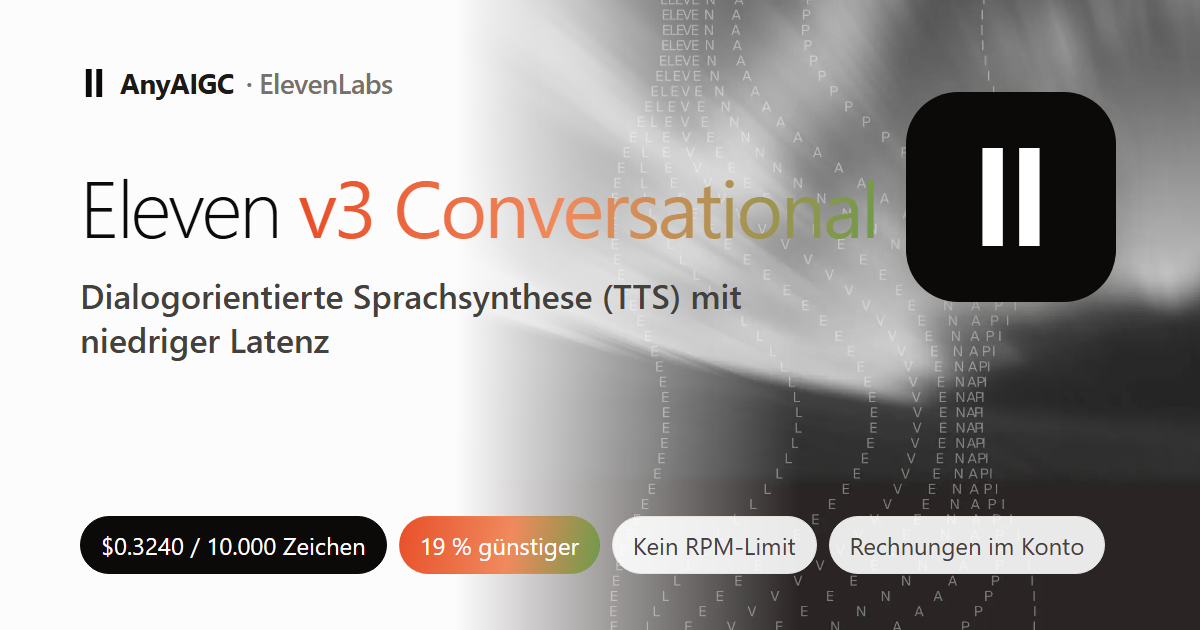 AnyAIGC · ElevenLabs
Eleven v3 Conversational
Dialogorientierte Sprachsynthese (TTS) mit
niedriger Latenz
$0.3240 / 10.000 Zeichen
19 % günstiger
Kein RPM-Limit
Rechnungen im Konto